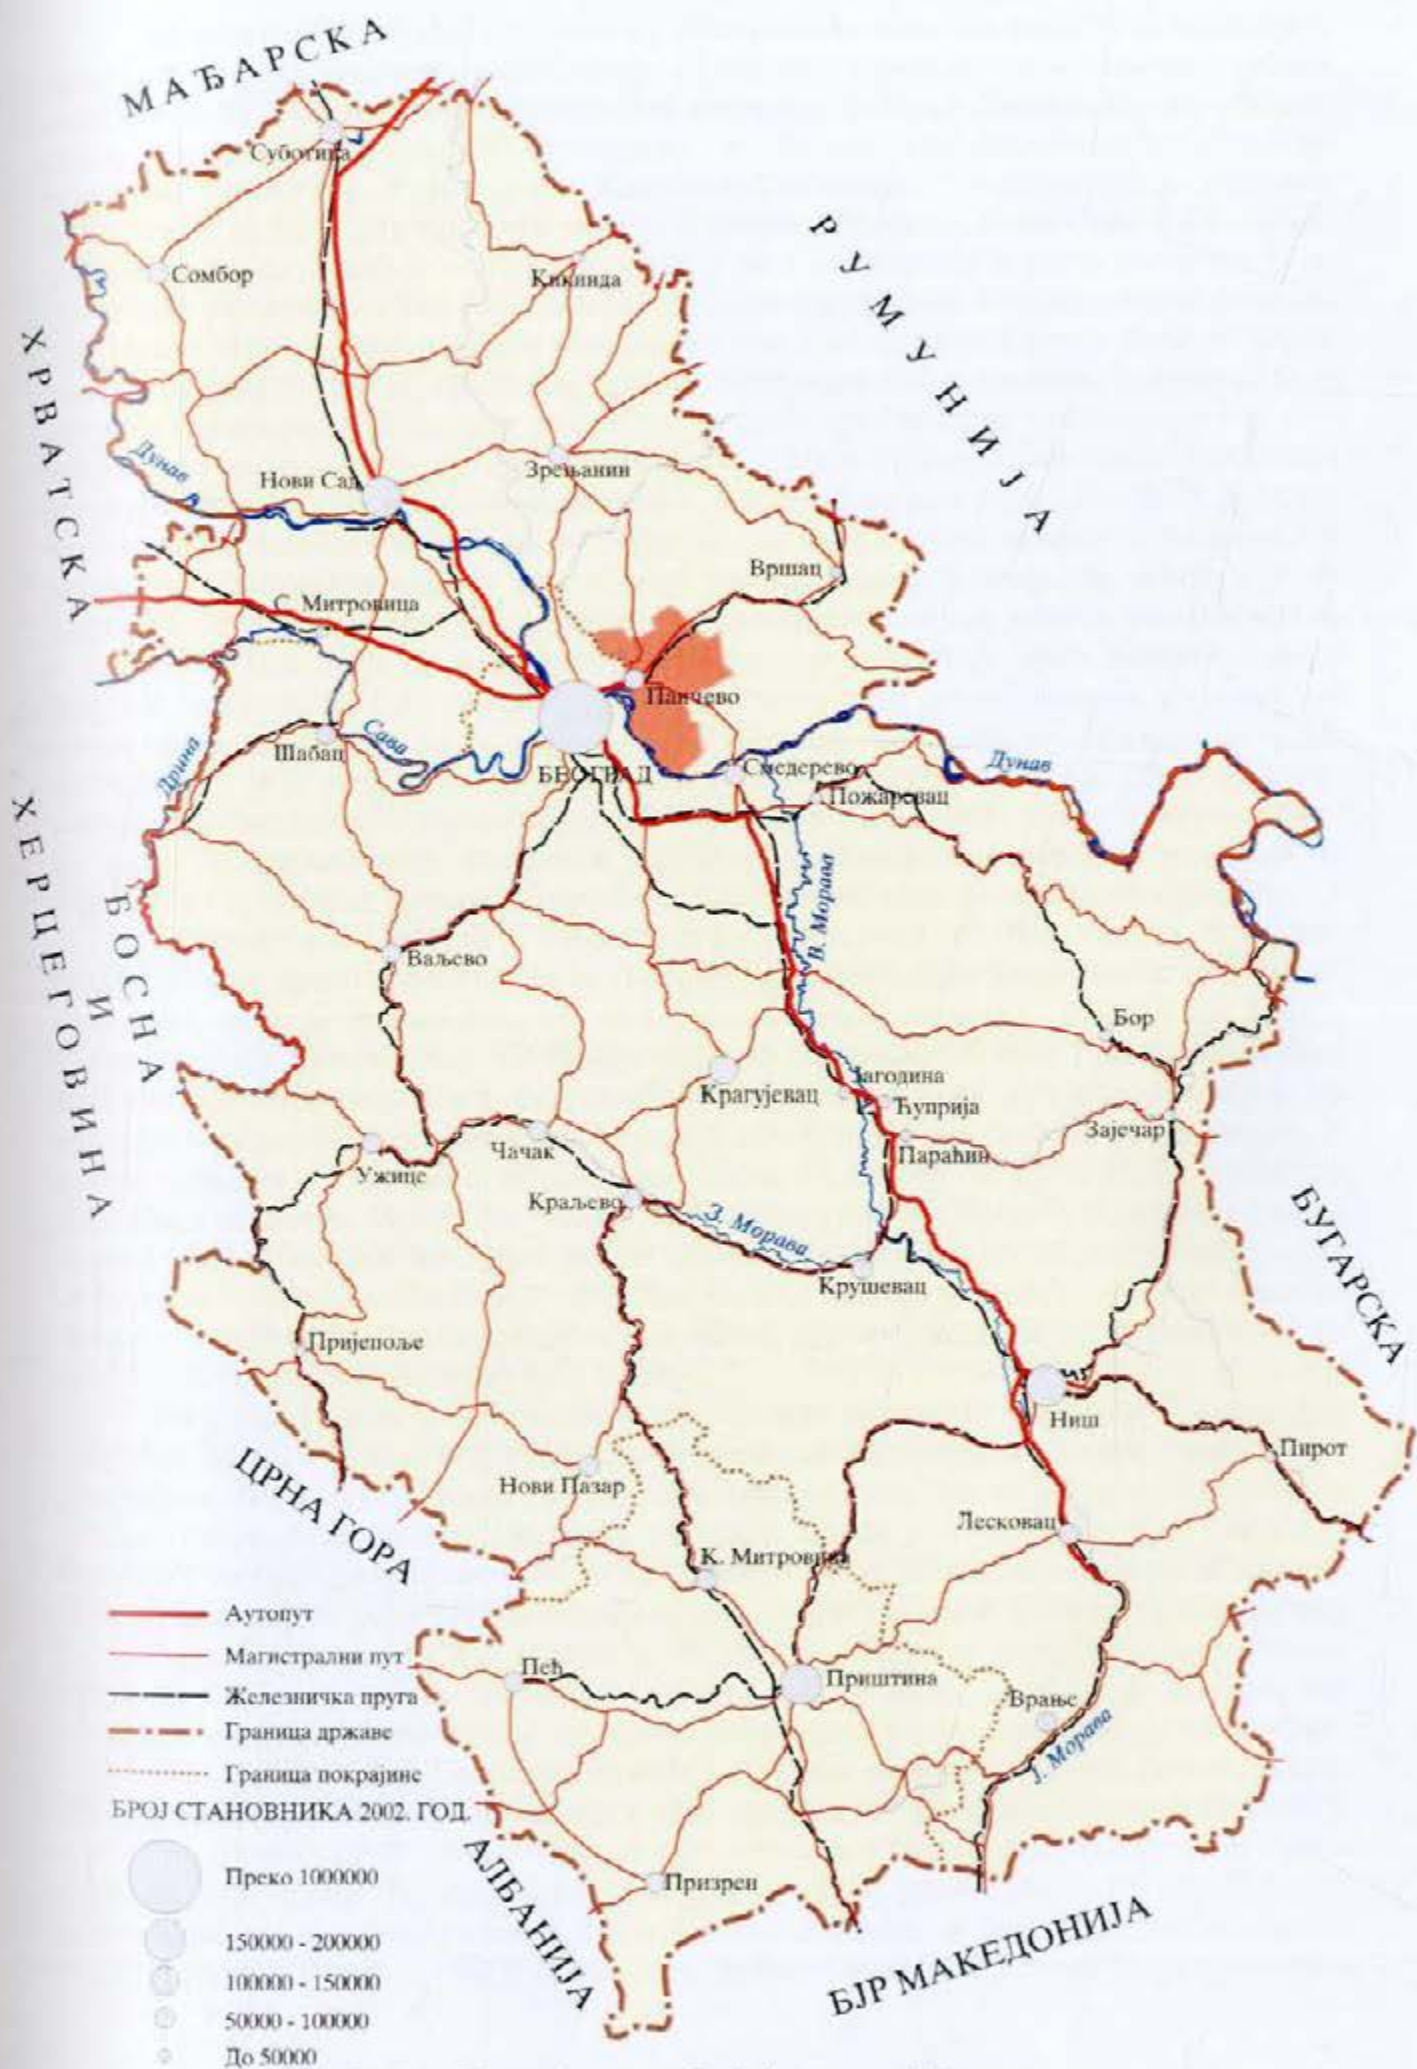 МАЂАРСКА
Суботица
РУМУНИЈА
Сомбор
Кикинда
ХРВАТСКА
Дунав
Нови Сад
Зрењанин
Вршац
С. Митровица
Панчево
Шабац
Сава
Дрина
БЕОГРАД
Смедерево
Дунав
Пожаревац
БОСНА
И
ХЕРЦЕГОВИНА
В. Морава
Ваљево
Бор
Крагујевац
Јагодина
Ћуприја
Зајечар
Чачак
Параћин
Ужице
Краљево
З. Морава
БУГАРСКА
Крушевац
Пријепоље
Ниш
Пирот
ЦРНА ГОРА
Нови Пазар
Лесковац
К. Митровица
Пећ
Приштина
Врање
Ј. Морава
Призрен
АЛБАНИЈА
БЈР МАКЕДОНИЈА
Аутопут
Магистрални пут
Железничка пруга
Граница државе
Граница покрајине
БРОЈ СТАНОВНИКА 2002. ГОД.
Преко 1000000
150000 - 200000
100000 - 150000
50000 - 100000
До 50000